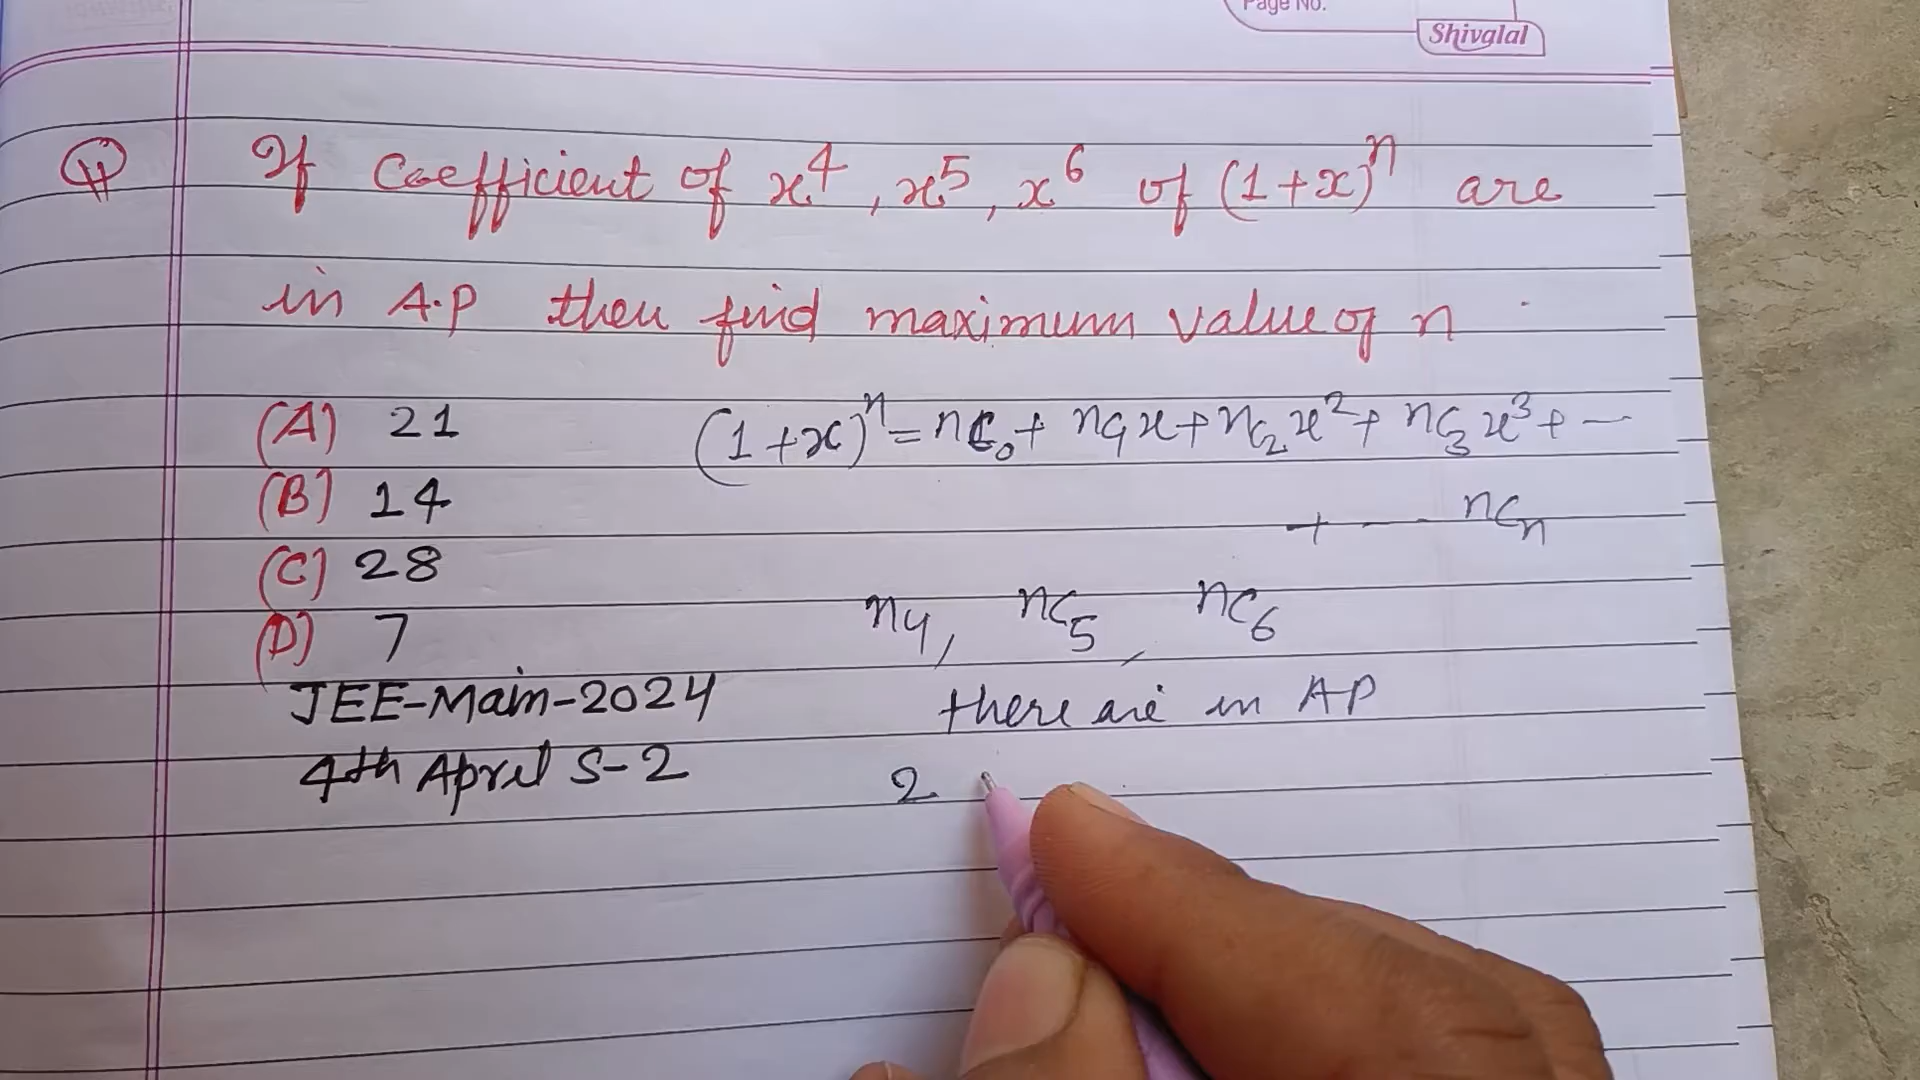 Page No.
Shivalal
Q If Coefficient of x⁴, x⁵, x⁶ of (1+x)ⁿ are
in A.P then find maximum value of n
(A) 21
(B) 14
(C) 28
(D) 7
JEE-Main-2024
4th April S-2
(1+x)ⁿ = nC₀ + nC₁x + nC₂x² + nC₃x³ + --
+ --- nCn
nC₄, nC₅, nC₆
there are in AP
2